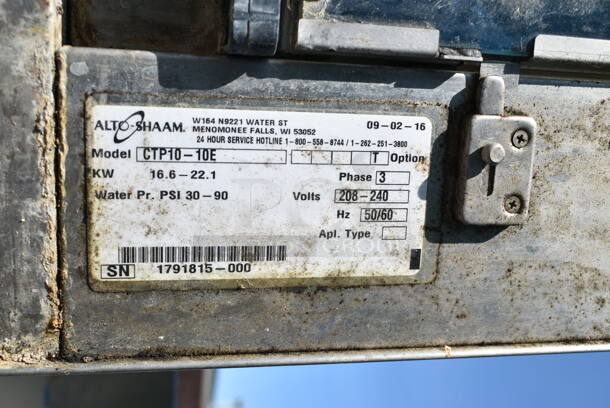 ALTO-SHAAM
W164 N9221 WATER ST
MENOMONEE FALLS, WI 53052
09-02-16
24 HOUR SERVICE HOTLINE 1-800-558-8744 / 1-262-251-3800
Model CTP10-10E T Option
KW 16.6-22.1 Phase 3
Water Pr. PSI 30-90 Volts 208-240
Hz 50/60
Apl. Type
SN 1791815-000